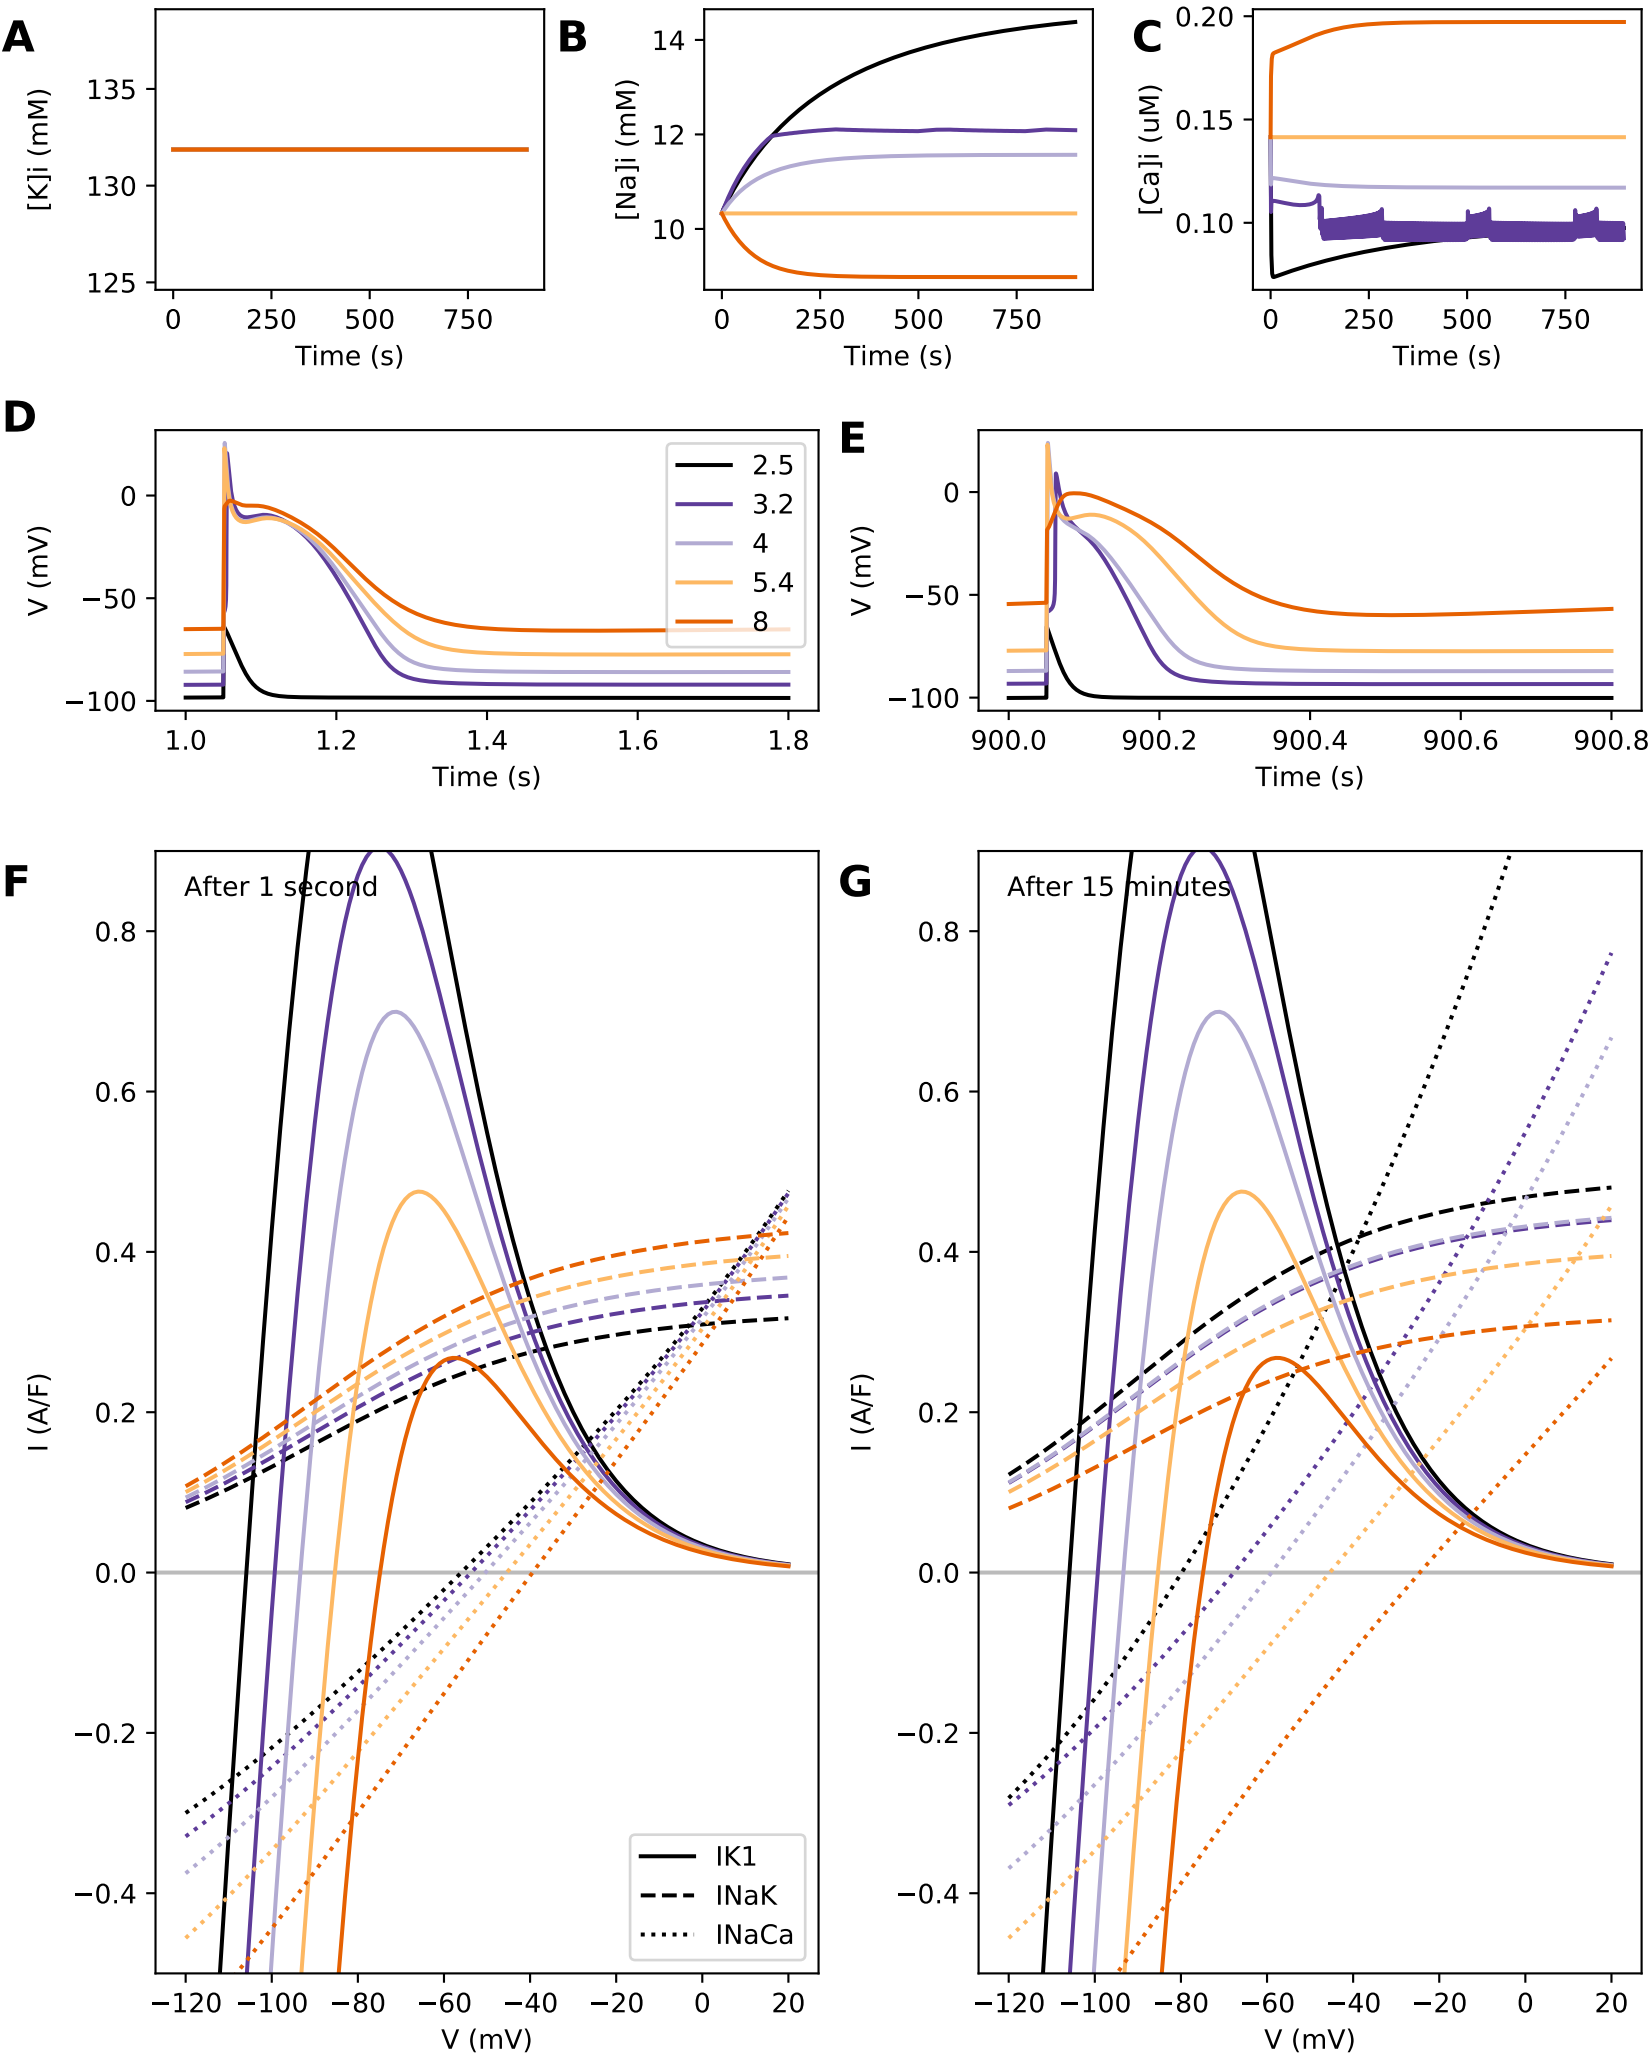 A
B
C
135
130
125
[K]i (mM)
0 250 500 750
Time (s)
14
12
10
[Na]i (mM)
0 250 500 750
Time (s)
0.20
0.15
0.10
[Ca]i (uM)
0 250 500 750
Time (s)
D
0
−50
−100
V (mV)
1.0 1.2 1.4 1.6 1.8
Time (s)
2.5
3.2
4
5.4
8
E
0
−50
−100
V (mV)
900.0 900.2 900.4 900.6 900.8
Time (s)
F
After 1 second
0.8
0.6
0.4
0.2
0.0
−0.2
−0.4
I (A/F)
IK1
INaK
INaCa
−120 −100 −80 −60 −40 −20 0 20
V (mV)
G
After 15 minutes
0.8
0.6
0.4
0.2
0.0
−0.2
−0.4
I (A/F)
−120 −100 −80 −60 −40 −20 0 20
V (mV)